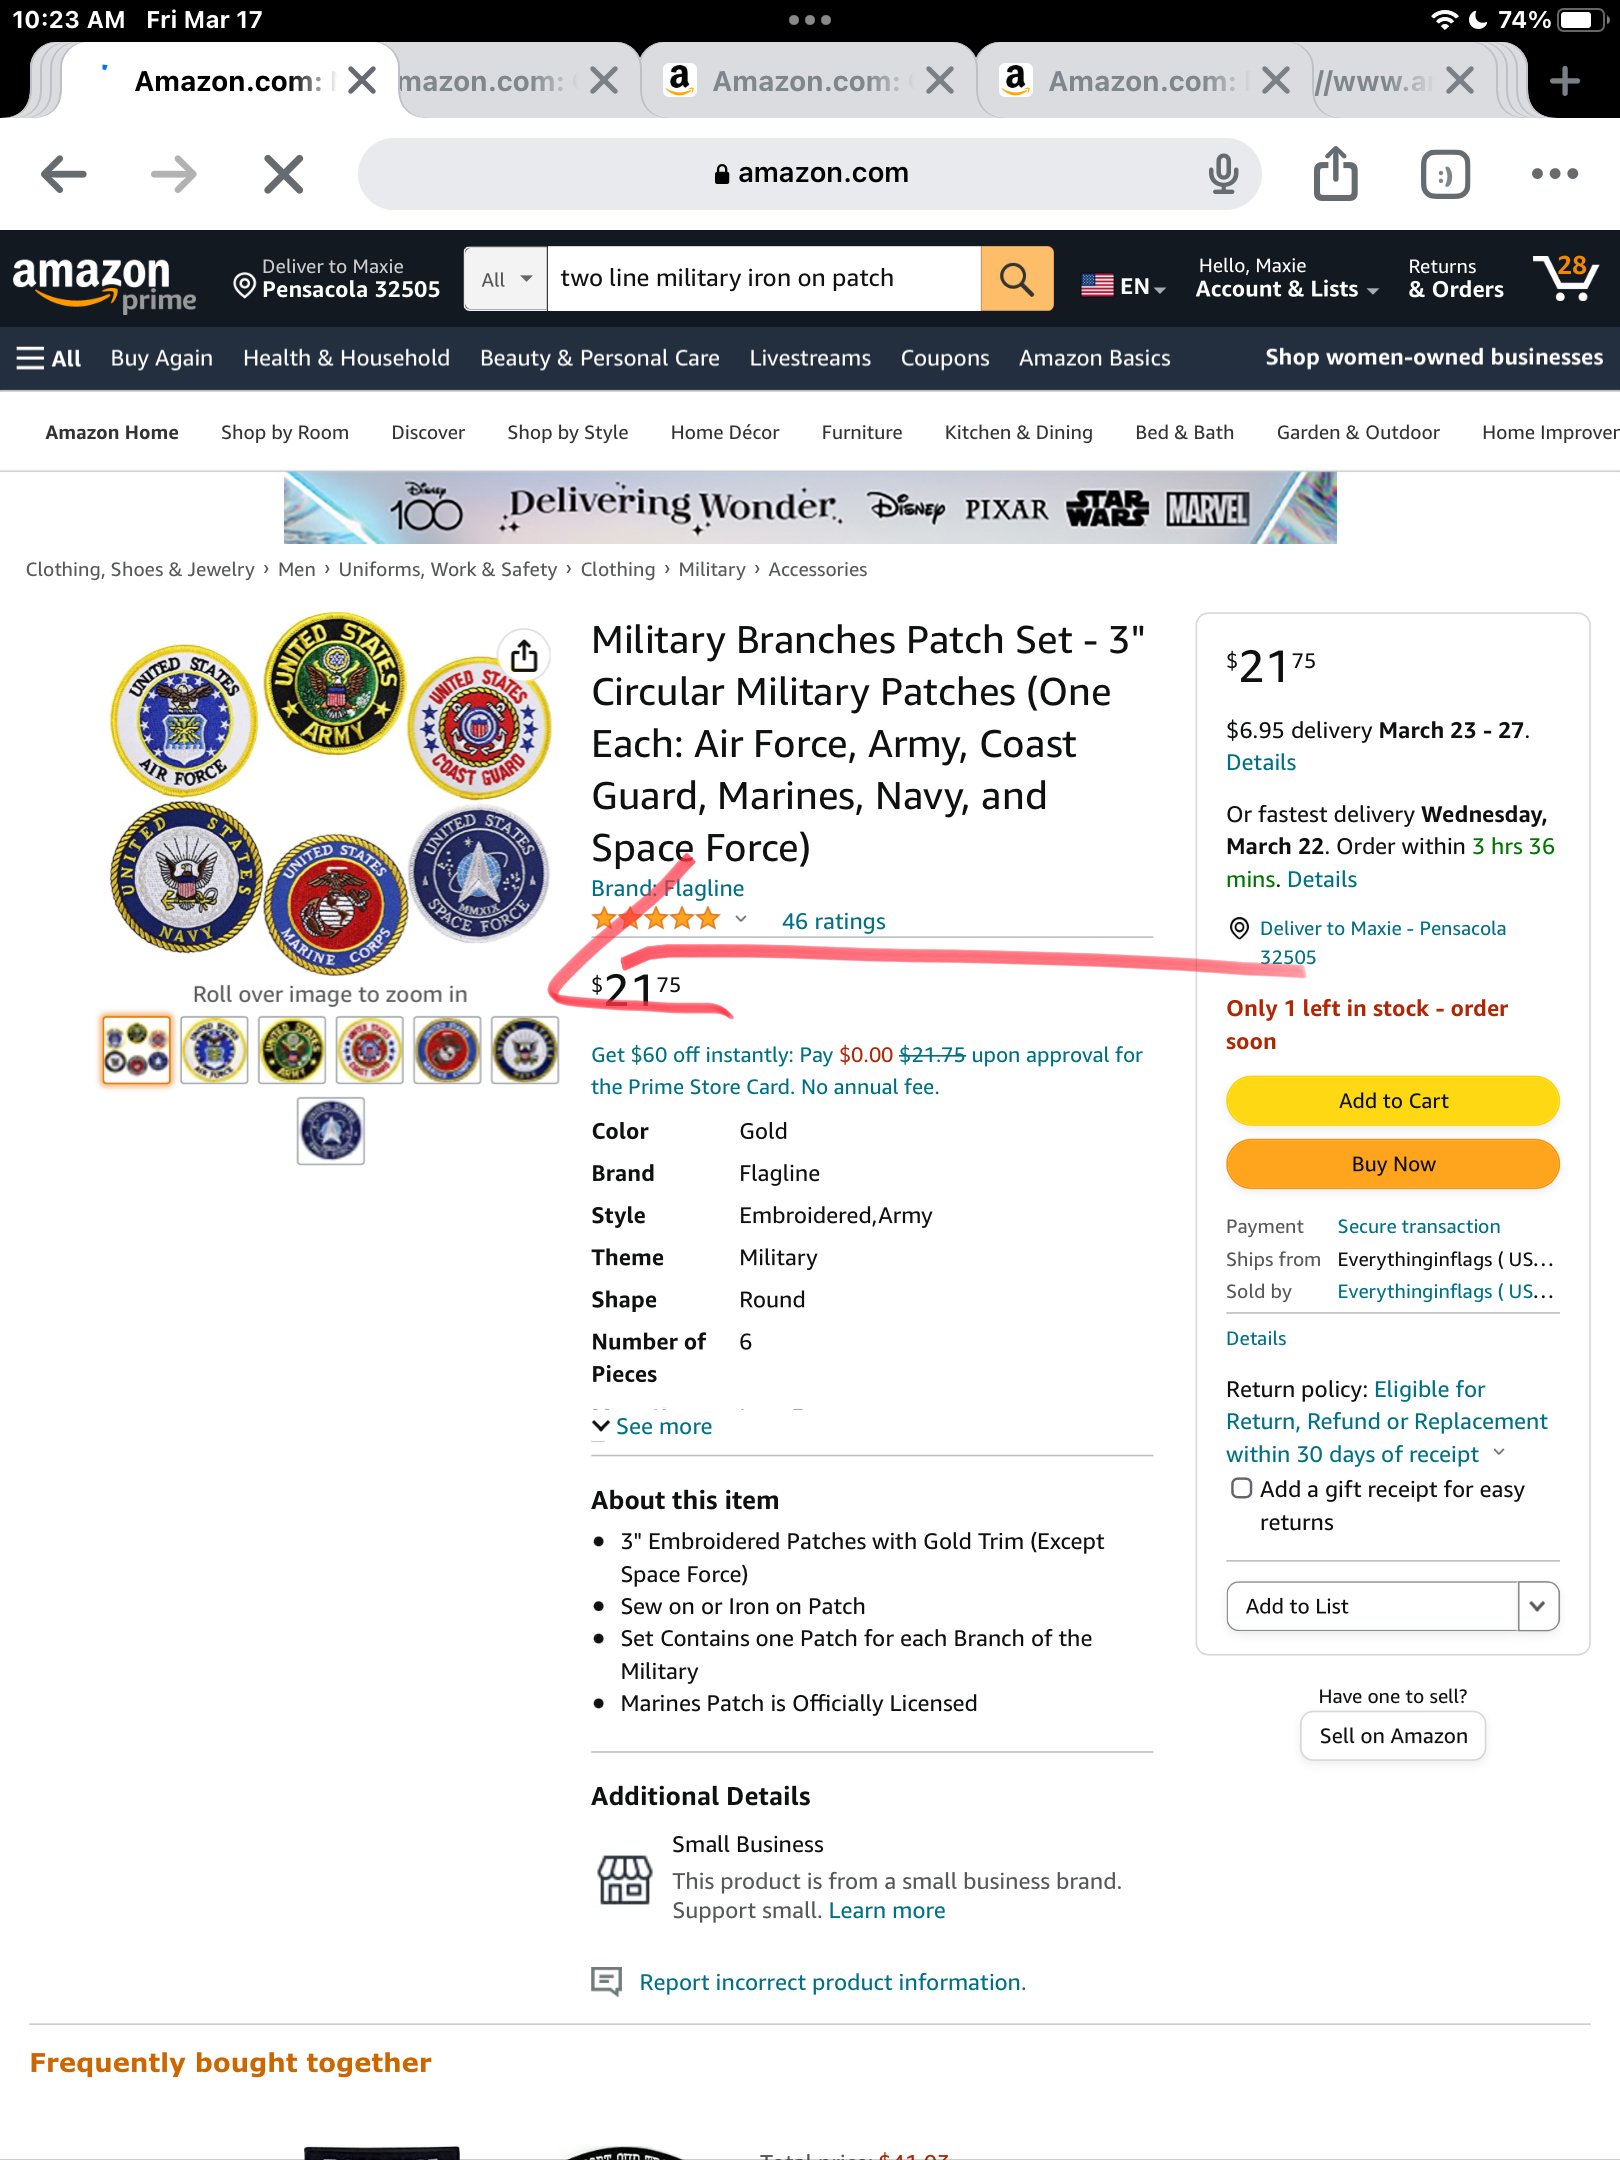 10:23 AM Fri Mar 17
74%
Amazon.com:
mazon.com:
Amazon.com:
Amazon.com:
//www.a
amazon.com
amazon prime
Deliver to Maxie
Pensacola 32505
All
two line military iron on patch
EN
Hello, Maxie
Account & Lists
Returns
& Orders
28
All Buy Again Health & Household Beauty & Personal Care Livestreams Coupons Amazon Basics Shop women-owned businesses
Amazon Home Shop by Room Discover Shop by Style Home Décor Furniture Kitchen & Dining Bed & Bath Garden & Outdoor Home Improver
Disney 100 Delivering Wonder Disney PIXAR STAR WARS MARVEL
Clothing, Shoes & Jewelry › Men › Uniforms, Work & Safety › Clothing › Military › Accessories
UNITED STATES AIR FORCE
UNITED STATES ARMY
UNITED STATES COAST GUARD
UNITED STATES NAVY
UNITED STATES MARINE CORPS
UNITED STATES MMXIX SPACE FORCE
Roll over image to zoom in
Military Branches Patch Set - 3"
Circular Military Patches (One
Each: Air Force, Army, Coast
Guard, Marines, Navy, and
Space Force)
Brand: Flagline
46 ratings
$21 75
Get $60 off instantly: Pay $0.00 $21.75 upon approval for
the Prime Store Card. No annual fee.
Color Gold
Brand Flagline
Style Embroidered,Army
Theme Military
Shape Round
Number of 6
Pieces
See more
About this item
• 3" Embroidered Patches with Gold Trim (Except
Space Force)
• Sew on or Iron on Patch
• Set Contains one Patch for each Branch of the
Military
• Marines Patch is Officially Licensed
Additional Details
Small Business
This product is from a small business brand.
Support small. Learn more
Report incorrect product information.
$21 75
$6.95 delivery March 23 - 27.
Details
Or fastest delivery Wednesday,
March 22. Order within 3 hrs 36
mins. Details
Deliver to Maxie - Pensacola
32505
Only 1 left in stock - order
soon
Add to Cart
Buy Now
Payment Secure transaction
Ships from Everythinginflags ( US...
Sold by Everythinginflags ( US...
Details
Return policy: Eligible for
Return, Refund or Replacement
within 30 days of receipt
Add a gift receipt for easy
returns
Add to List
Have one to sell?
Sell on Amazon
Frequently bought together